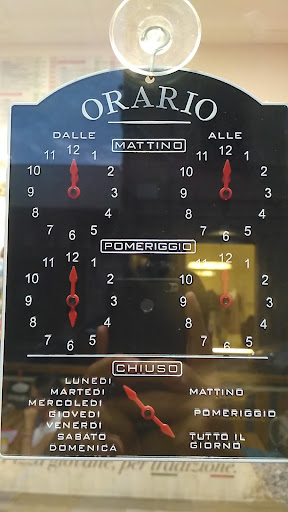 ORARIO
DALLE ALLE
MATTINO
12
11 1
10 2
9 3
8 4
7 5
6
12
11 1
10 2
9 3
8 4
7 5
6
POMERIGGIO
12
11 1
10 2
9 3
8 4
7 5
6
12
11 1
10 2
9 3
8 4
7 5
6
CHIUSO
LUNEDI
MARTEDI
MERCOLEDI
GIOVEDI
VENERDI
SABATO
DOMENICA
MATTINO
POMERIGGIO
TUTTO IL
GIORNO
giovane, per tradizione.